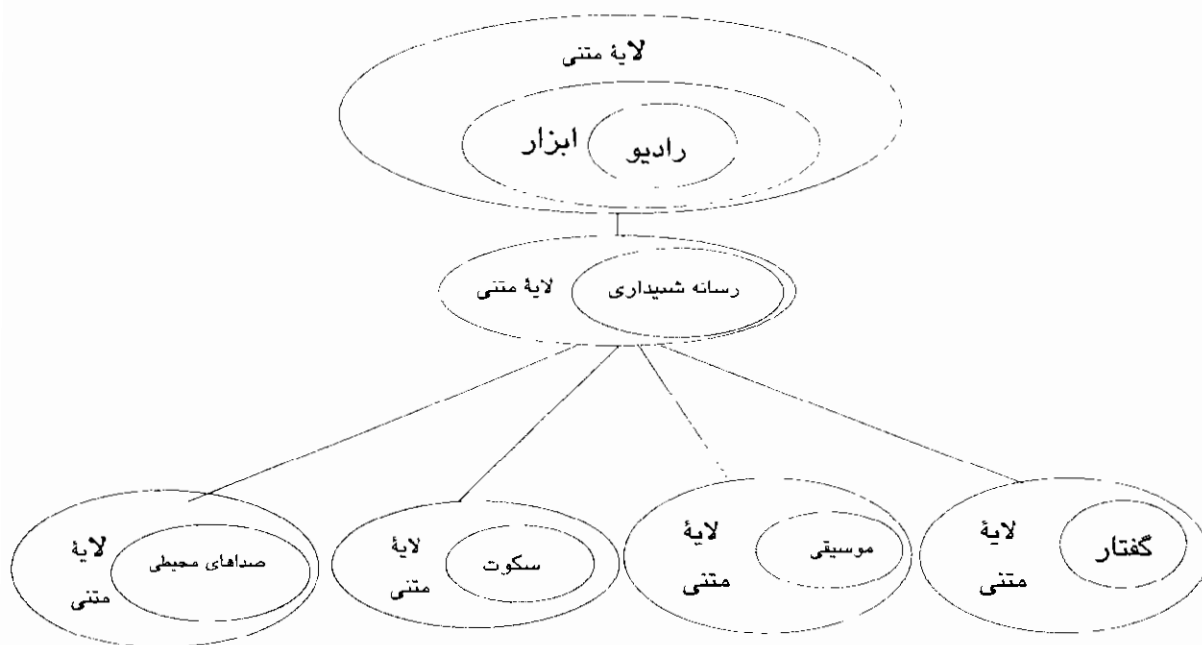 لایهٔ متنی
رادیو
ابزار
رسانه شنیداری
لایهٔ متنی
گفتار
لایهٔ
متنی
موسیقی
لایهٔ
متنی
سکوت
لایهٔ
متنی
صداهای محیطی
لایهٔ
متنی